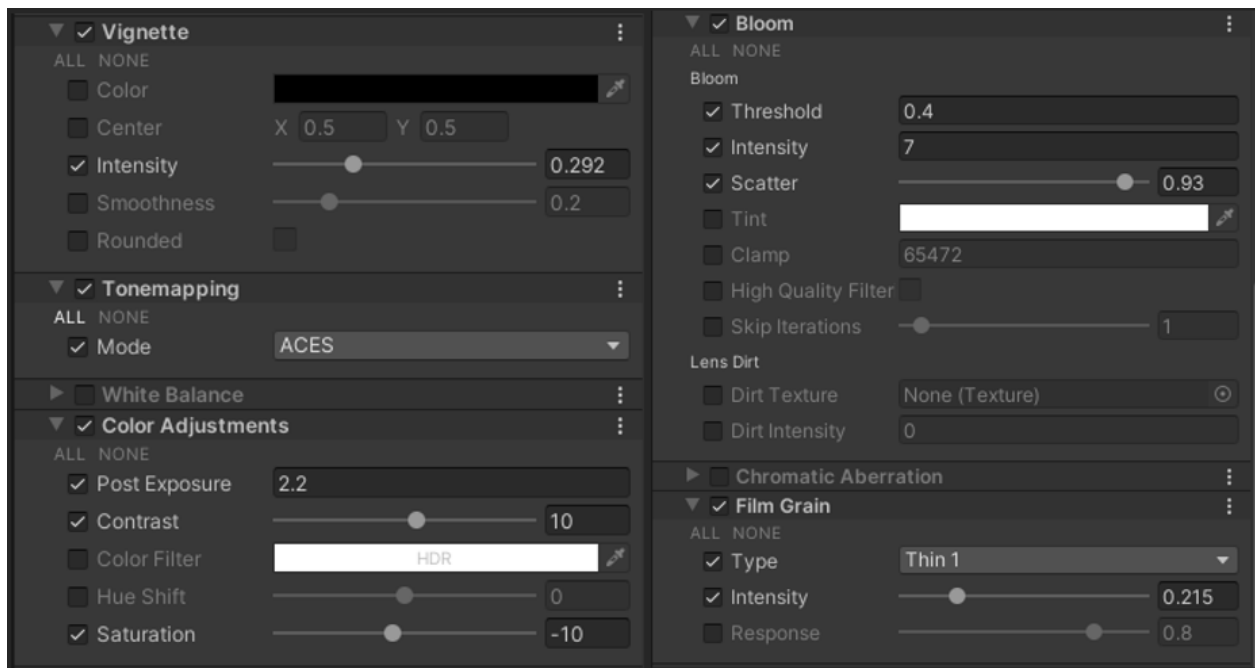 Vignette
ALL NONE
Color
Center X 0.5 Y 0.5
Intensity 0.292
Smoothness 0.2
Rounded
Tonemapping
ALL NONE
Mode ACES
White Balance
Color Adjustments
ALL NONE
Post Exposure 2.2
Contrast 10
Color Filter HDR
Hue Shift 0
Saturation -10
Bloom
ALL NONE
Bloom
Threshold 0.4
Intensity 7
Scatter 0.93
Tint
Clamp 65472
High Quality Filter
Skip Iterations 1
Lens Dirt
Dirt Texture None (Texture)
Dirt Intensity 0
Chromatic Aberration
Film Grain
ALL NONE
Type Thin 1
Intensity 0.215
Response 0.8